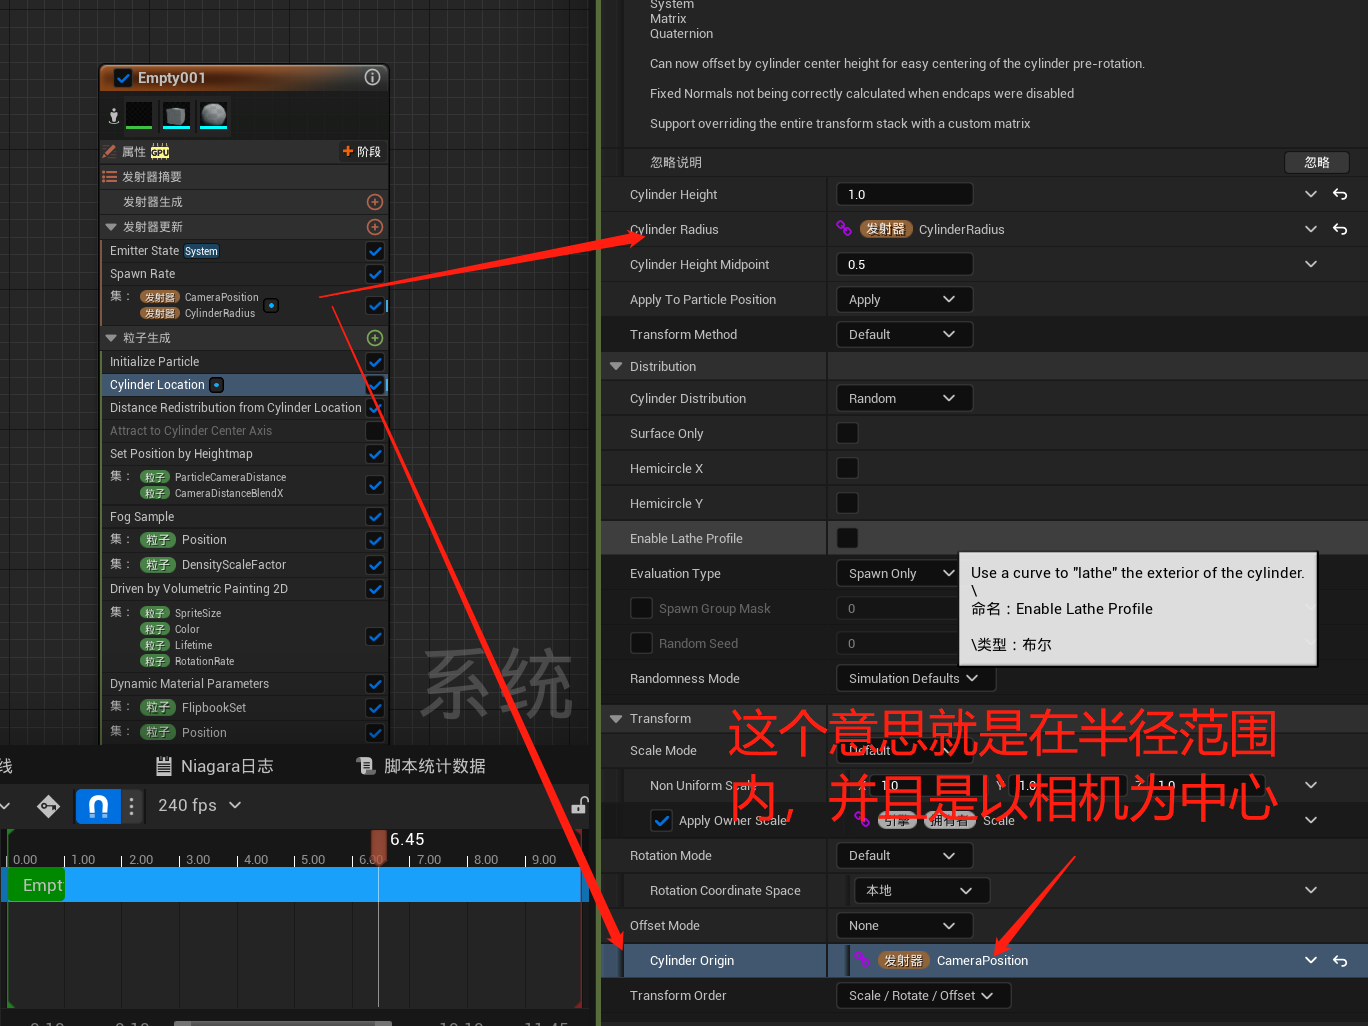 System
Matrix
Quaternion
Can now offset by cylinder center height for easy centering of the cylinder pre-rotation.
Fixed Normals not being correctly calculated when endcaps were disabled
Support overriding the entire transform stack with a custom matrix
忽略说明
忽略
Cylinder Height
1.0
Cylinder Radius
发射器 CylinderRadius
Cylinder Height Midpoint
0.5
Apply To Particle Position
Apply
Transform Method
Default
Distribution
Cylinder Distribution
Random
Surface Only
Hemicircle X
Hemicircle Y
Enable Lathe Profile
Evaluation Type
Spawn Only
Spawn Group Mask
0
Random Seed
0
Randomness Mode
Simulation Defaults
Use a curve to "lathe" the exterior of the cylinder.
\
命名：Enable Lathe Profile
\类型：布尔
Transform
Scale Mode
Default
Non Uniform Scale
X 1.0
Y 1.0
Z 1.0
Apply Owner Scale
引擎 拥有者 Scale
Rotation Mode
Default
Rotation Coordinate Space
本地
Offset Mode
None
Cylinder Origin
发射器 CameraPosition
Transform Order
Scale / Rotate / Offset
这个意思就是在半径范围
内，并且是以相机为中心
Empty001
属性 GPU
阶段
发射器摘要
发射器生成
发射器更新
Emitter State System
Spawn Rate
集： 发射器 CameraPosition
发射器 CylinderRadius
粒子生成
Initialize Particle
Cylinder Location
Distance Redistribution from Cylinder Location
Attract to Cylinder Center Axis
Set Position by Heightmap
集： 粒子 ParticleCameraDistance
粒子 CameraDistanceBlendX
Fog Sample
集： 粒子 Position
集： 粒子 DensityScaleFactor
Driven by Volumetric Painting 2D
集： 粒子 SpriteSize
粒子 Color
粒子 Lifetime
粒子 RotationRate
Dynamic Material Parameters
集： 粒子 FlipbookSet
集： 粒子 Position
系统
线
Niagara日志
脚本统计数据
240 fps
6.45
0.00 1.00 2.00 3.00 4.00 5.00 6.00 7.00 8.00 9.00
Empt